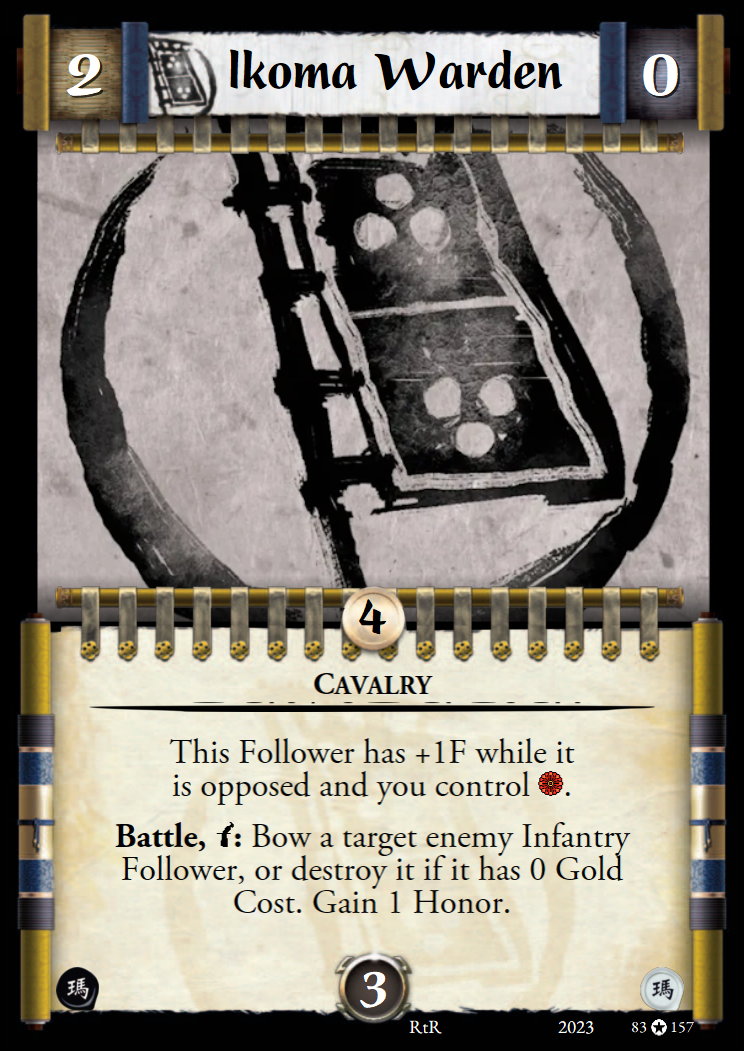 2 Ikoma Warden 0
4
CAVALRY
This Follower has +1F while it
is opposed and you control .
Battle, : Bow a target enemy Infantry
Follower, or destroy it if it has 0 Gold
Cost. Gain 1 Honor.
瑪 3 瑪
RtR 2023 83 157